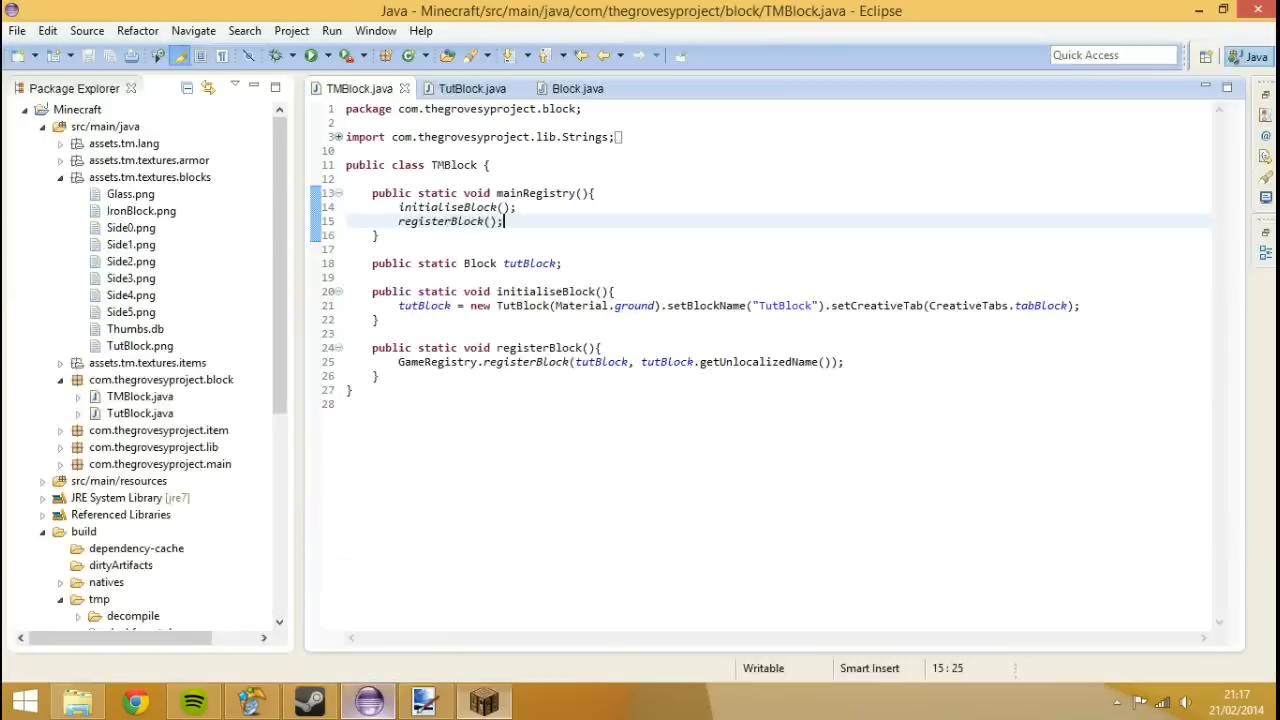 Java - Minecraft/src/main/java/com/thegrovesyproject/block/TMBlock.java - Eclipse
File Edit Source Refactor Navigate Search Project Run Window Help
Quick Access
Java
Package Explorer
Minecraft
src/main/java
assets.tm.lang
assets.tm.textures.armor
assets.tm.textures.blocks
Glass.png
IronBlock.png
Side0.png
Side1.png
Side2.png
Side3.png
Side4.png
Side5.png
Thumbs.db
TutBlock.png
assets.tm.textures.items
com.thegrovesyproject.block
TMBlock.java
TutBlock.java
com.thegrovesyproject.item
com.thegrovesyproject.lib
com.thegrovesyproject.main
src/main/resources
JRE System Library [jre7]
Referenced Libraries
build
dependency-cache
dirtyArtifacts
natives
tmp
decompile
TMBlock.java TutBlock.java Block.java
1 package com.thegrovesyproject.block;
2
3 import com.thegrovesyproject.lib.Strings;
10
11 public class TMBlock {
12
13 public static void mainRegistry(){
14 initialiseBlock();
15 registerBlock();
16 }
17
18 public static Block tutBlock;
19
20 public static void initialiseBlock(){
21 tutBlock = new TutBlock(Material.ground).setBlockName("TutBlock").setCreativeTab(CreativeTabs.tabBlock);
22 }
23
24 public static void registerBlock(){
25 GameRegistry.registerBlock(tutBlock, tutBlock.getUnlocalizedName());
26 }
27 }
28
Writable Smart Insert 15 : 25
21:17
21/02/2014